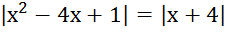 |x² − 4x + 1| = |x + 4|